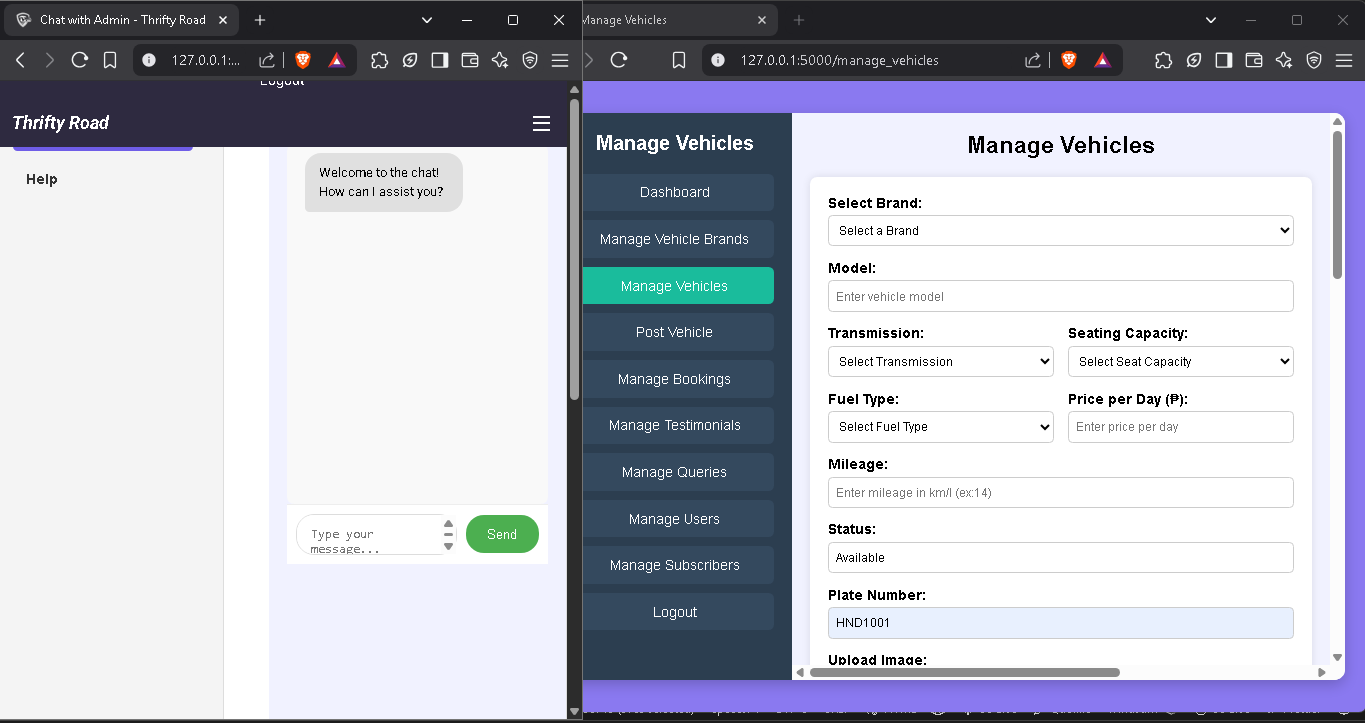 Chat with Admin - Thrifty Road
127.0.0.1:...
Logout
Thrifty Road
Help
Welcome to the chat!
How can I assist you?
Type your
message...
Send
Manage Vehicles
127.0.0.1:5000/manage_vehicles
Manage Vehicles
Dashboard
Manage Vehicle Brands
Manage Vehicles
Post Vehicle
Manage Bookings
Manage Testimonials
Manage Queries
Manage Users
Manage Subscribers
Logout
Manage Vehicles
Select Brand:
Select a Brand
Model:
Enter vehicle model
Transmission: Seating Capacity:
Select Transmission Select Seat Capacity
Fuel Type: Price per Day (₱):
Select Fuel Type Enter price per day
Mileage:
Enter mileage in km/l (ex:14)
Status:
Available
Plate Number:
HND1001
Upload Image: